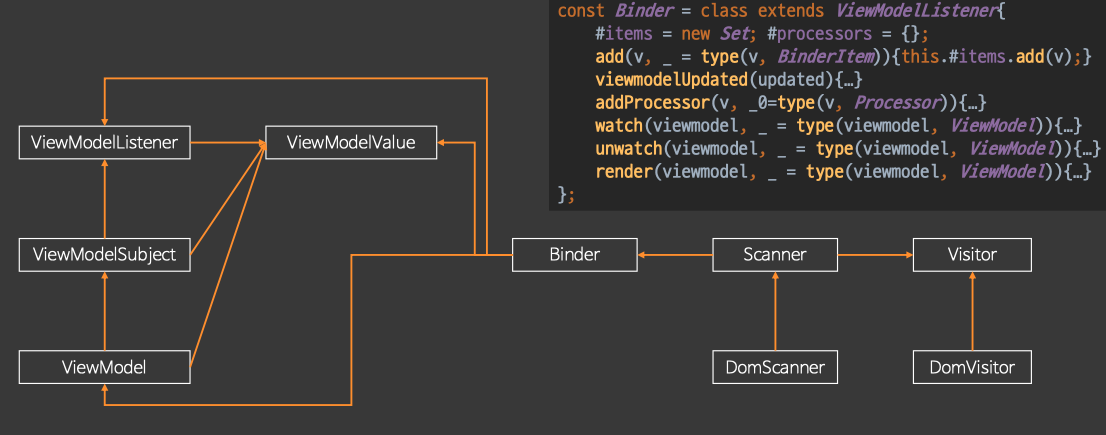 const Binder = class extends ViewModelListener{
#items = new Set; #processors = {};
add(v, _ = type(v, BinderItem)){this.#items.add(v);}
viewmodelUpdated(updated){…}
addProcessor(v, _0=type(v, Processor)){…}
watch(viewmodel, _ = type(viewmodel, ViewModel)){…}
unwatch(viewmodel, _ = type(viewmodel, ViewModel)){…}
render(viewmodel, _ = type(viewmodel, ViewModel)){…}
};
ViewModelListener
ViewModelValue
ViewModelSubject
Binder
Scanner
Visitor
ViewModel
DomScanner
DomVisitor